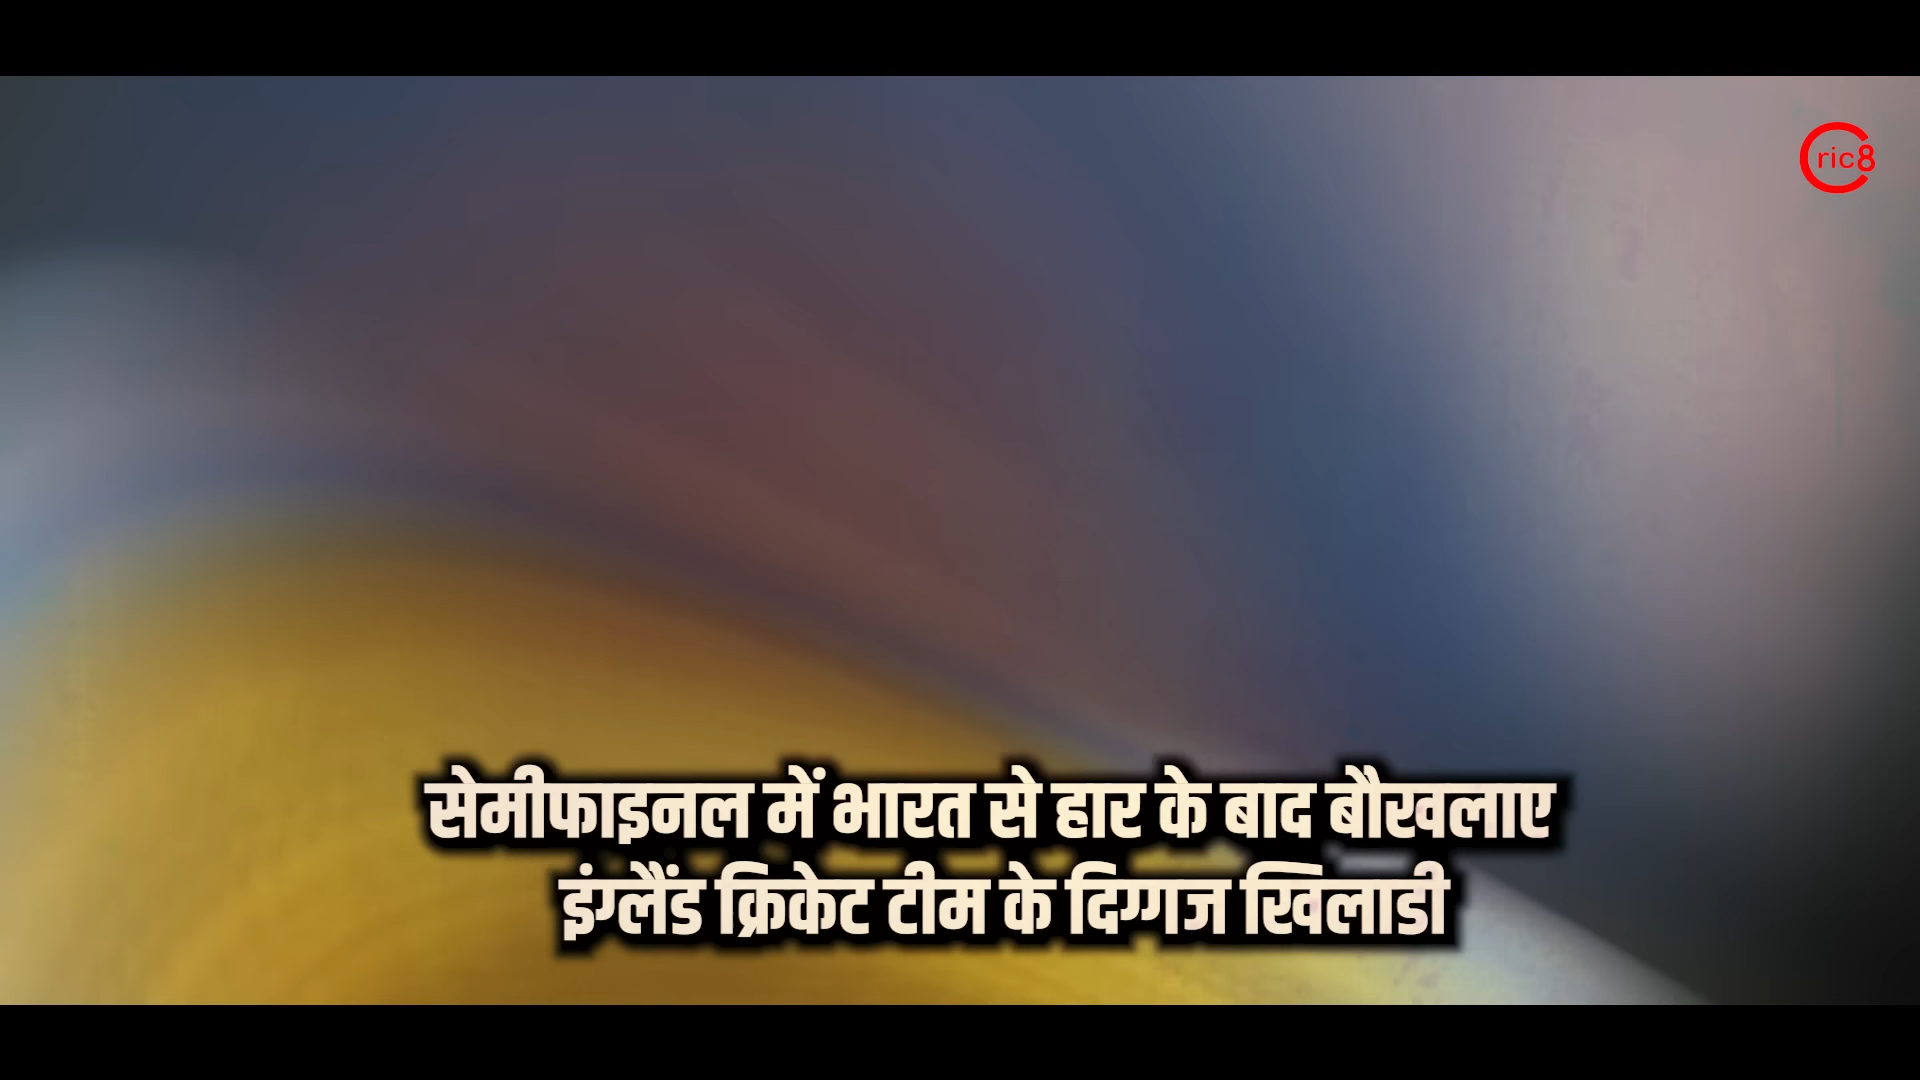 Cric8
सेमीफाइनल में भारत से हार के बाद बौखलाए
इंग्लैंड क्रिकेट टीम के दिग्गज खिलाडी